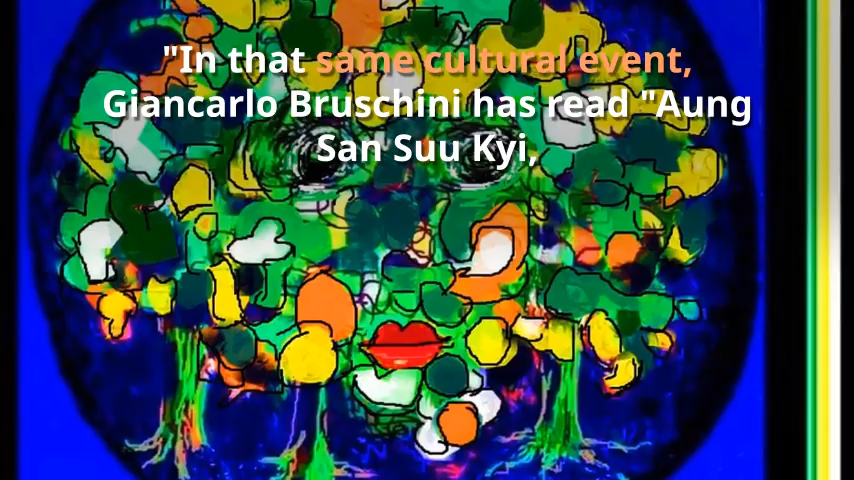 "In that same cultural event,
Giancarlo Bruschini has read "Aung
San Suu Kyi,